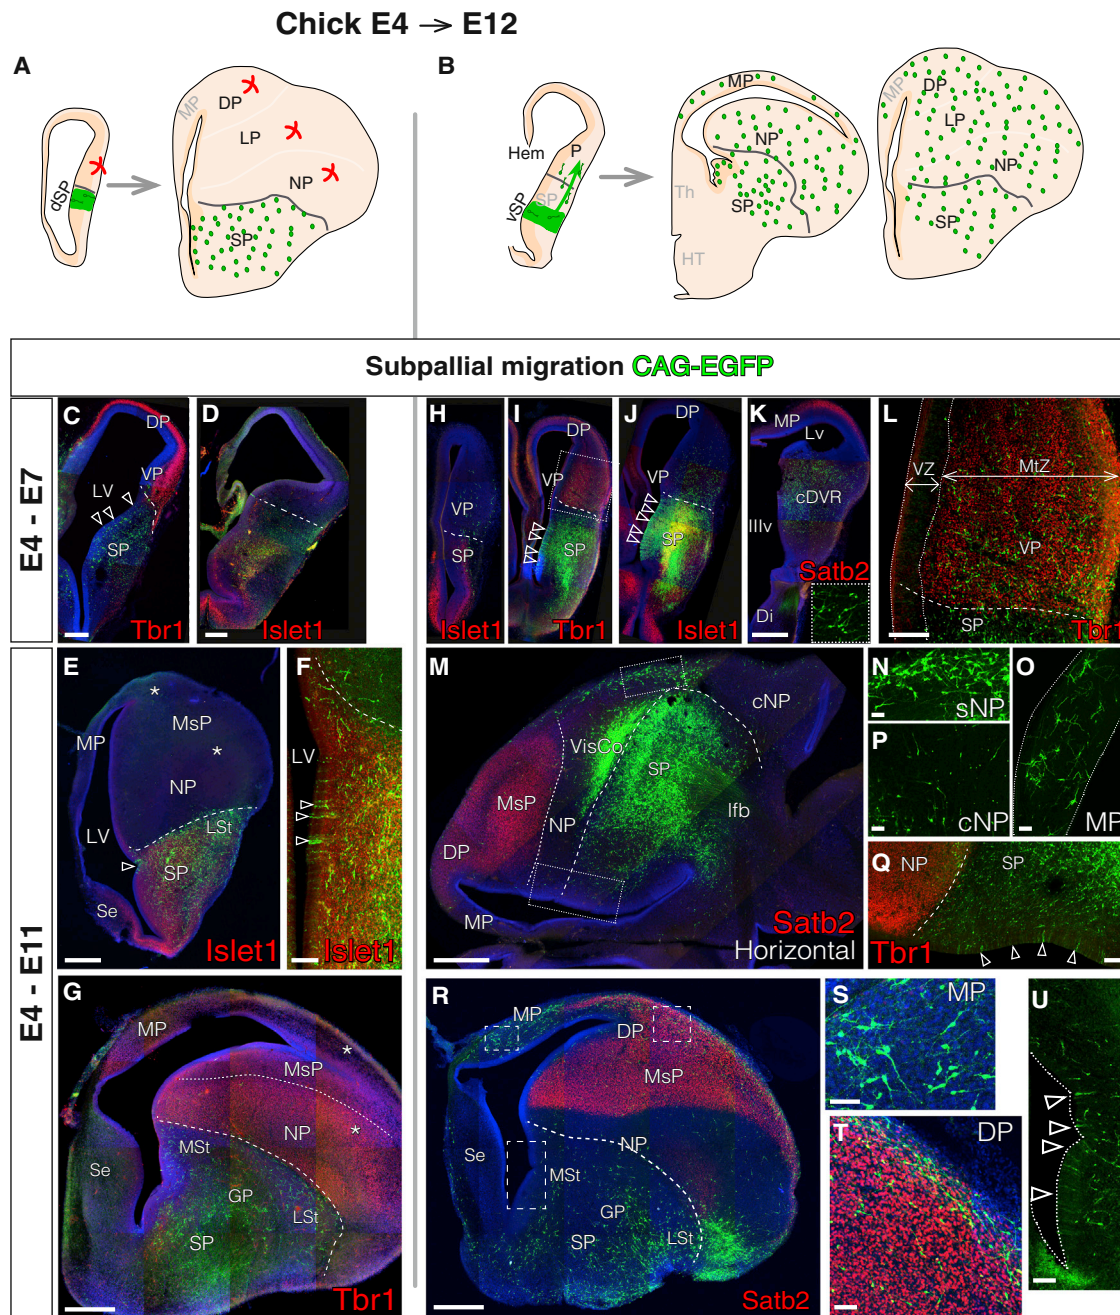 Chick E4 → E12
A
MP
DP
LP
NP
dSP
SP
B
Hem
P
SP
vSP
MP
NP
Th
SP
HT
MP
DP
LP
NP
SP
Subpallial migration CAG-EGFP
E4 - E7
C
DP
VP
LV
SP
Tbr1
D
Islet1
H
VP
SP
Islet1
I
DP
VP
SP
Tbr1
J
DP
VP
SP
Islet1
K
MP
Lv
cDVR
IIIv
Satb2
Di
L
VZ
MtZ
VP
SP
Tbr1
E4 - E11
E
*
MsP
MP
*
NP
LV
LSt
SP
Se
Islet1
F
LV
Islet1
G
MP
*
MsP
NP
*
MSt
Se
GP
LSt
SP
Tbr1
M
cNP
VisCo
SP
MsP
NP
lfb
DP
MP
Satb2
Horizontal
N
sNP
O
MP
P
cNP
Q
NP
SP
Tbr1
R
MP
DP
MsP
NP
Se
MSt
GP
SP
LSt
Satb2
S
MP
T
DP
U